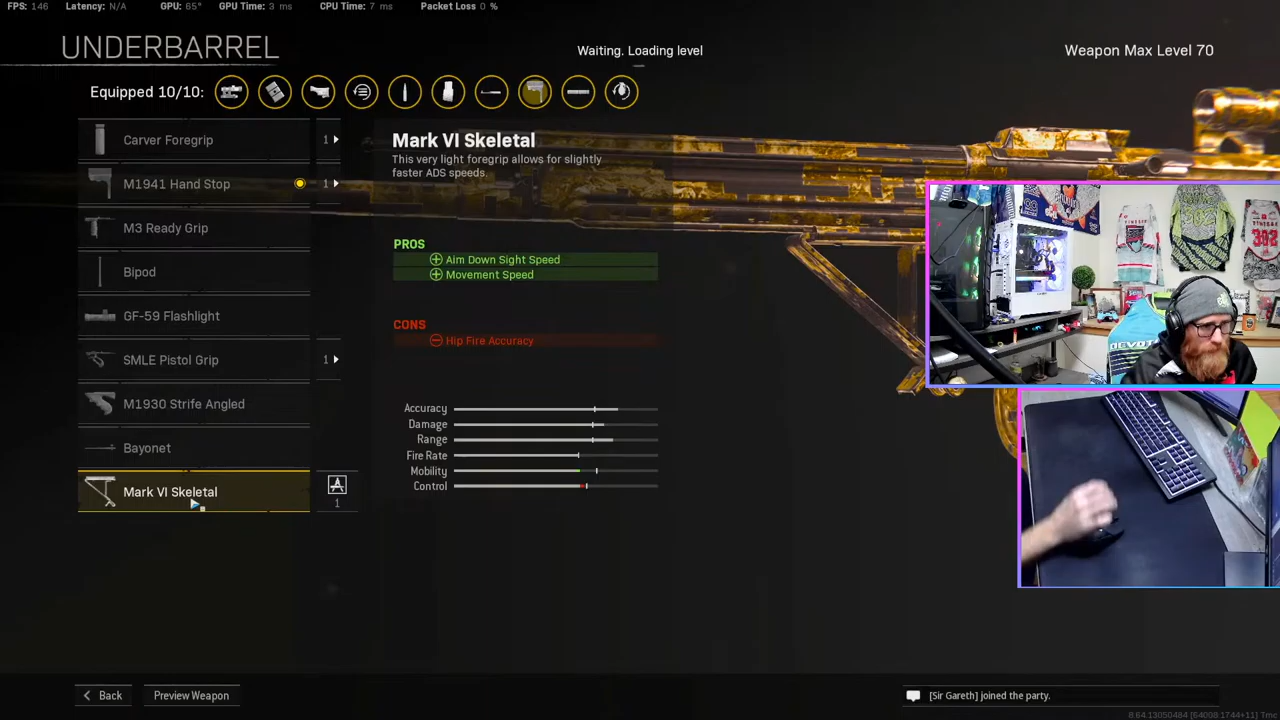 FPS: 146 Latency: N/A GPU: 65° GPU Time: 3 ms CPU Time: 7 ms Packet Loss 0 %
UNDERBARREL
Waiting. Loading level
Weapon Max Level 70
Equipped 10/10:
Carver Foregrip 1
M1941 Hand Stop 1
M3 Ready Grip
Bipod
GF-59 Flashlight
SMLE Pistol Grip 1
M1930 Strife Angled
Bayonet
Mark VI Skeletal 1
Mark VI Skeletal
This very light foregrip allows for slightly
faster ADS speeds.
PROS
Aim Down Sight Speed
Movement Speed
CONS
Hip Fire Accuracy
Accuracy
Damage
Range
Fire Rate
Mobility
Control
Back
Preview Weapon
[Sir Gareth] joined the party.